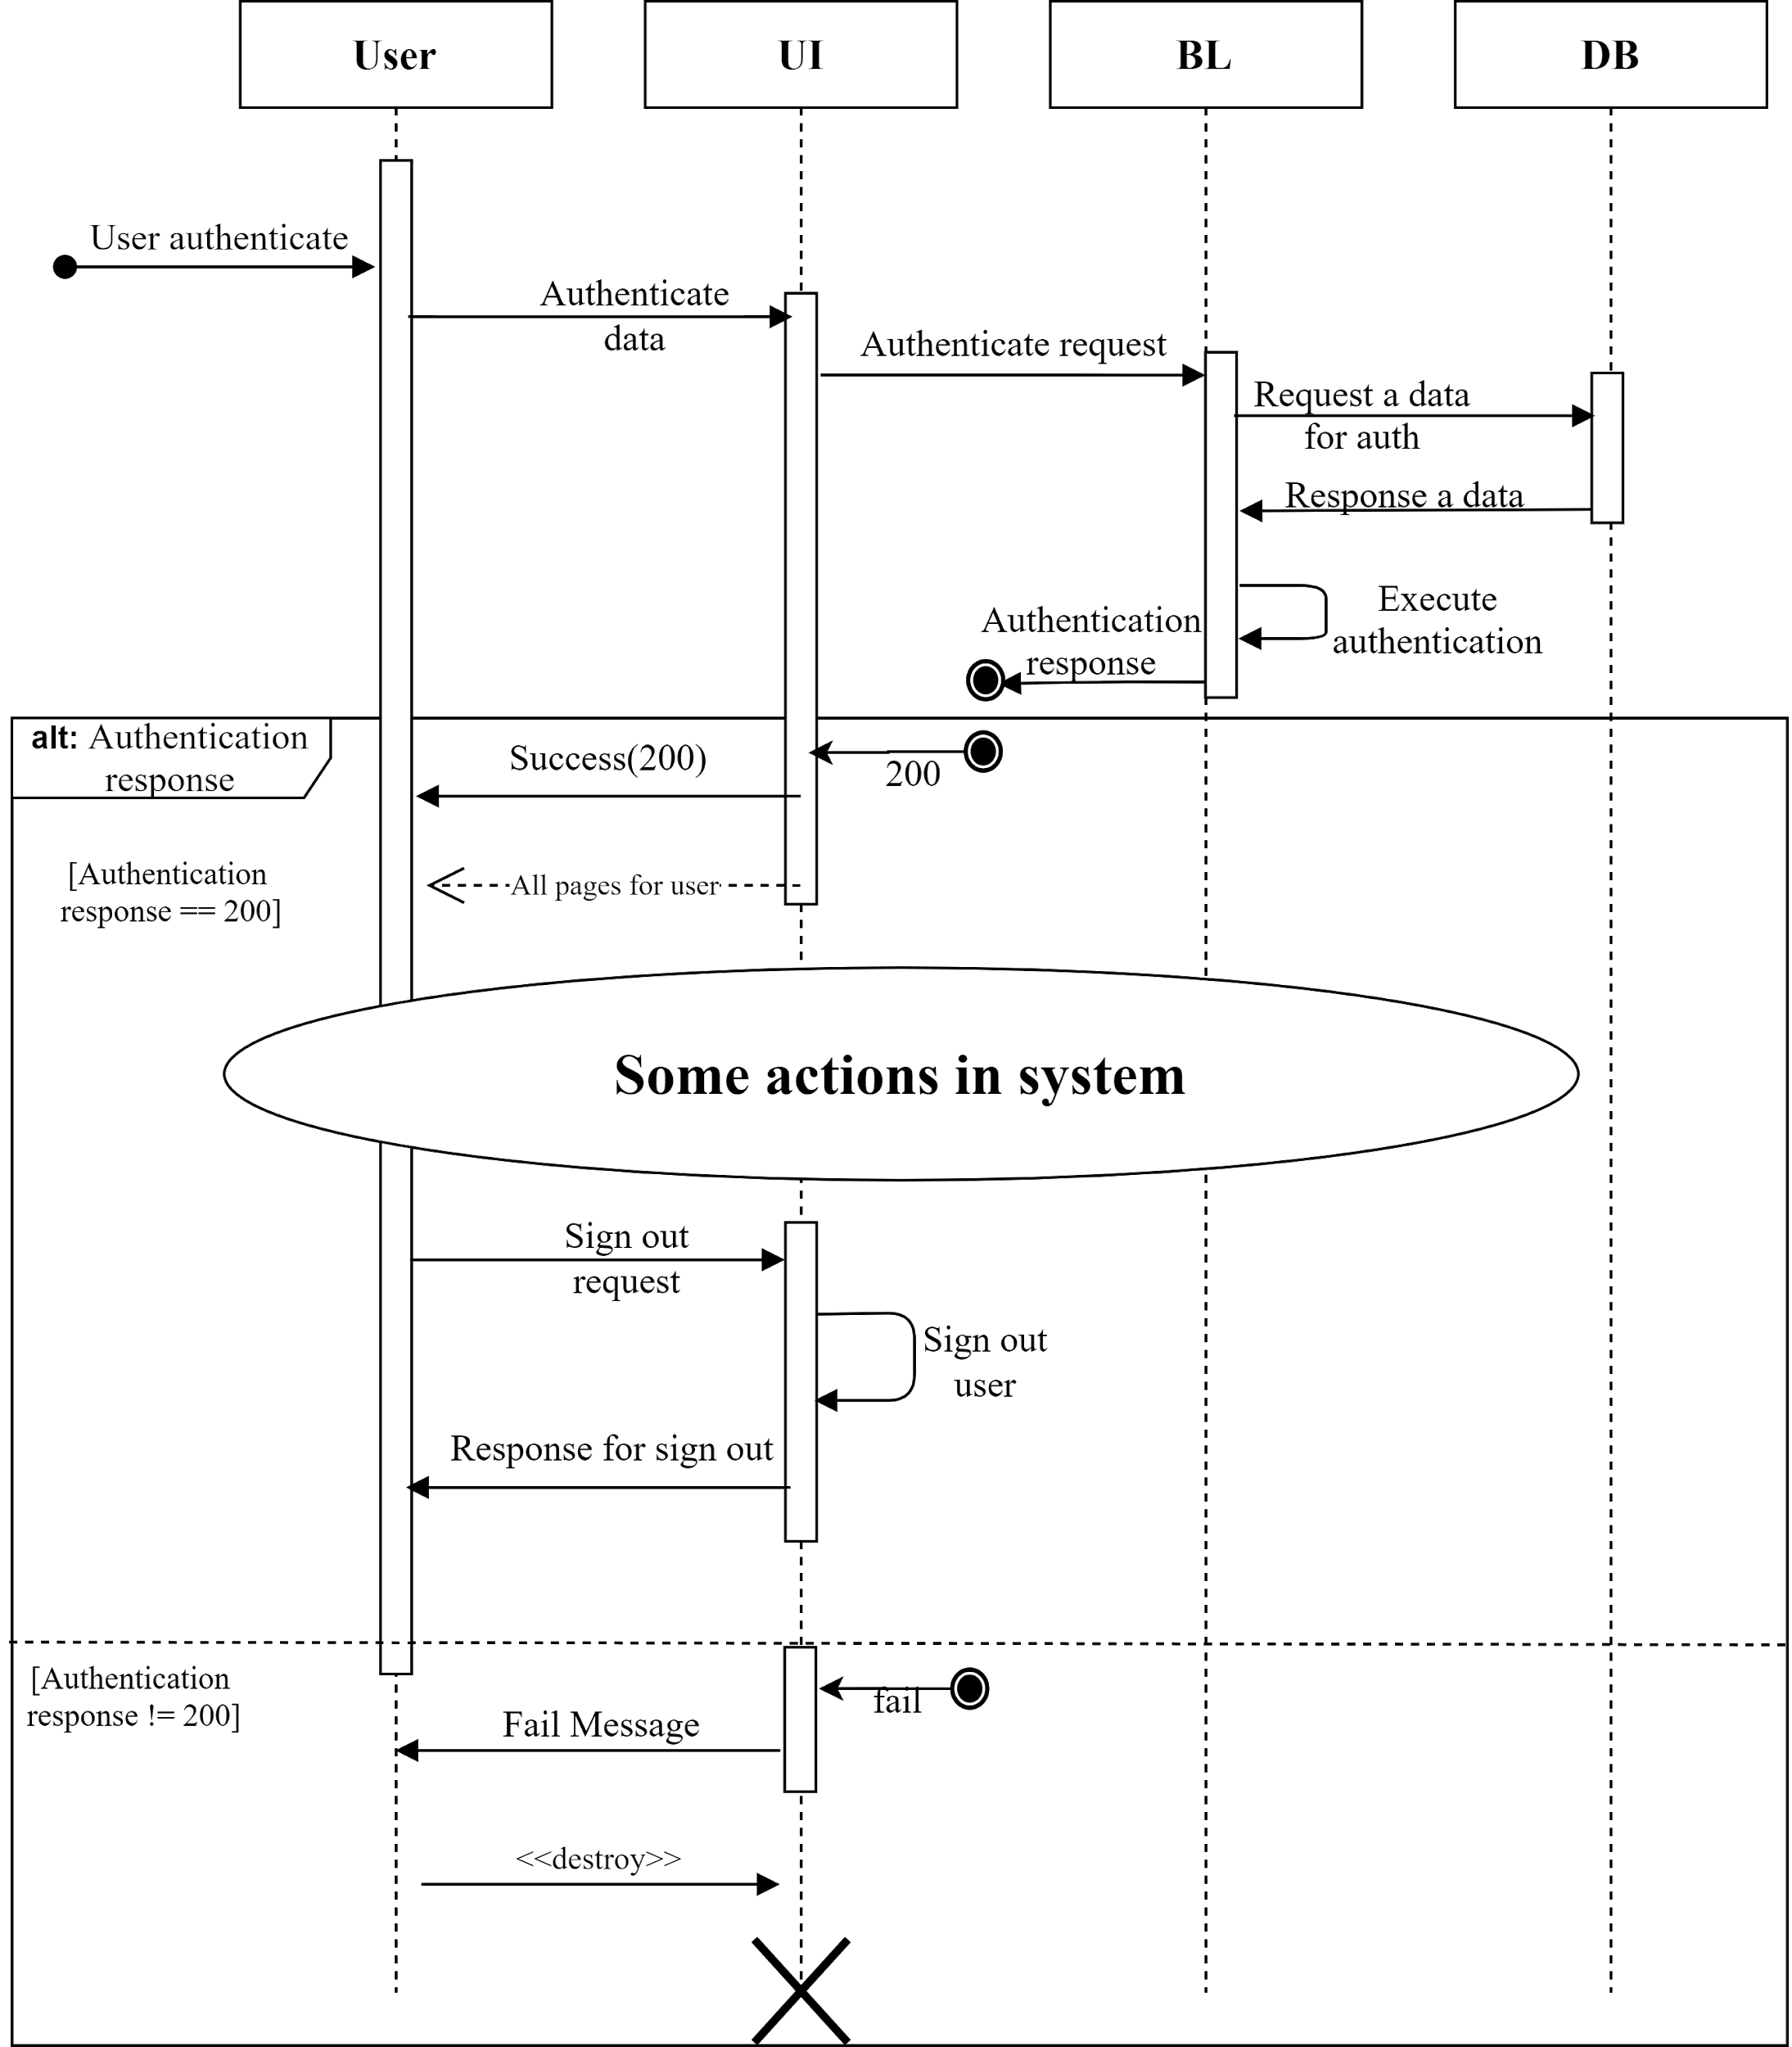 User
UI
BL
DB
User authenticate
Authenticate
data
Authenticate request
Request a data
for auth
Response a data
Execute
authentication
Authentication
response
alt: Authentication
response
Success(200)
200
[Authentication
response == 200]
All pages for user
Some actions in system
Sign out
request
Sign out
user
Response for sign out
[Authentication
response != 200]
fail
Fail Message
<<destroy>>